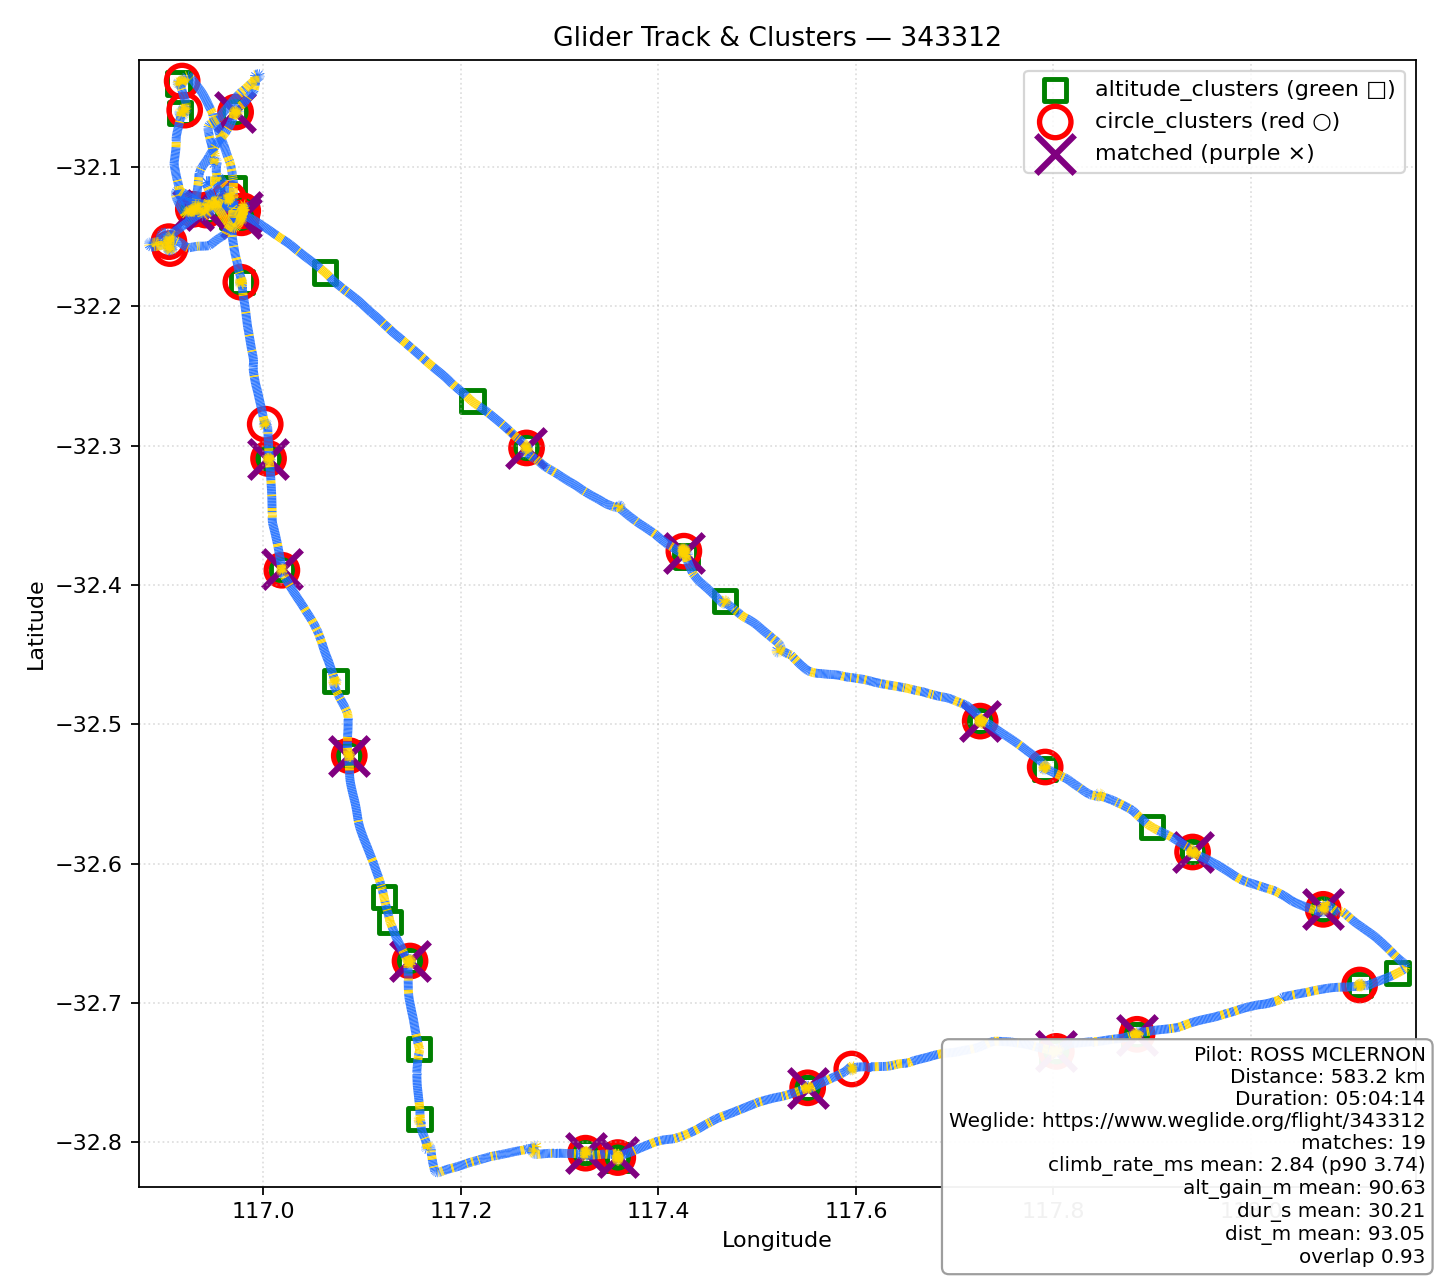 Glider Track & Clusters — 343312
altitude_clusters (green □)
circle_clusters (red ○)
matched (purple ×)
Latitude
−32.1
−32.2
−32.3
−32.4
−32.5
−32.6
−32.7
−32.8
117.0
117.2
117.4
117.6
117.8
Longitude
Pilot: ROSS MCLERNON
Distance: 583.2 km
Duration: 05:04:14
Weglide: https://www.weglide.org/flight/343312
matches: 19
climb_rate_ms mean: 2.84 (p90 3.74)
alt_gain_m mean: 90.63
dur_s mean: 30.21
dist_m mean: 93.05
overlap 0.93